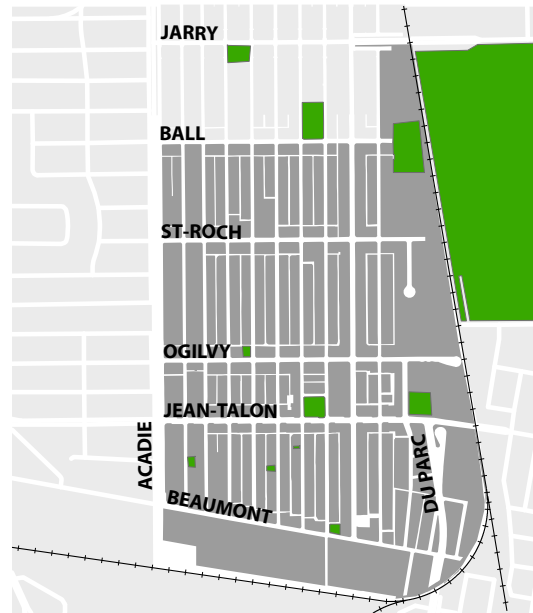 JARRY
BALL
ST-ROCH
OGILVY
JEAN-TALON
ACADIE
BEAUMONT
DU PARC